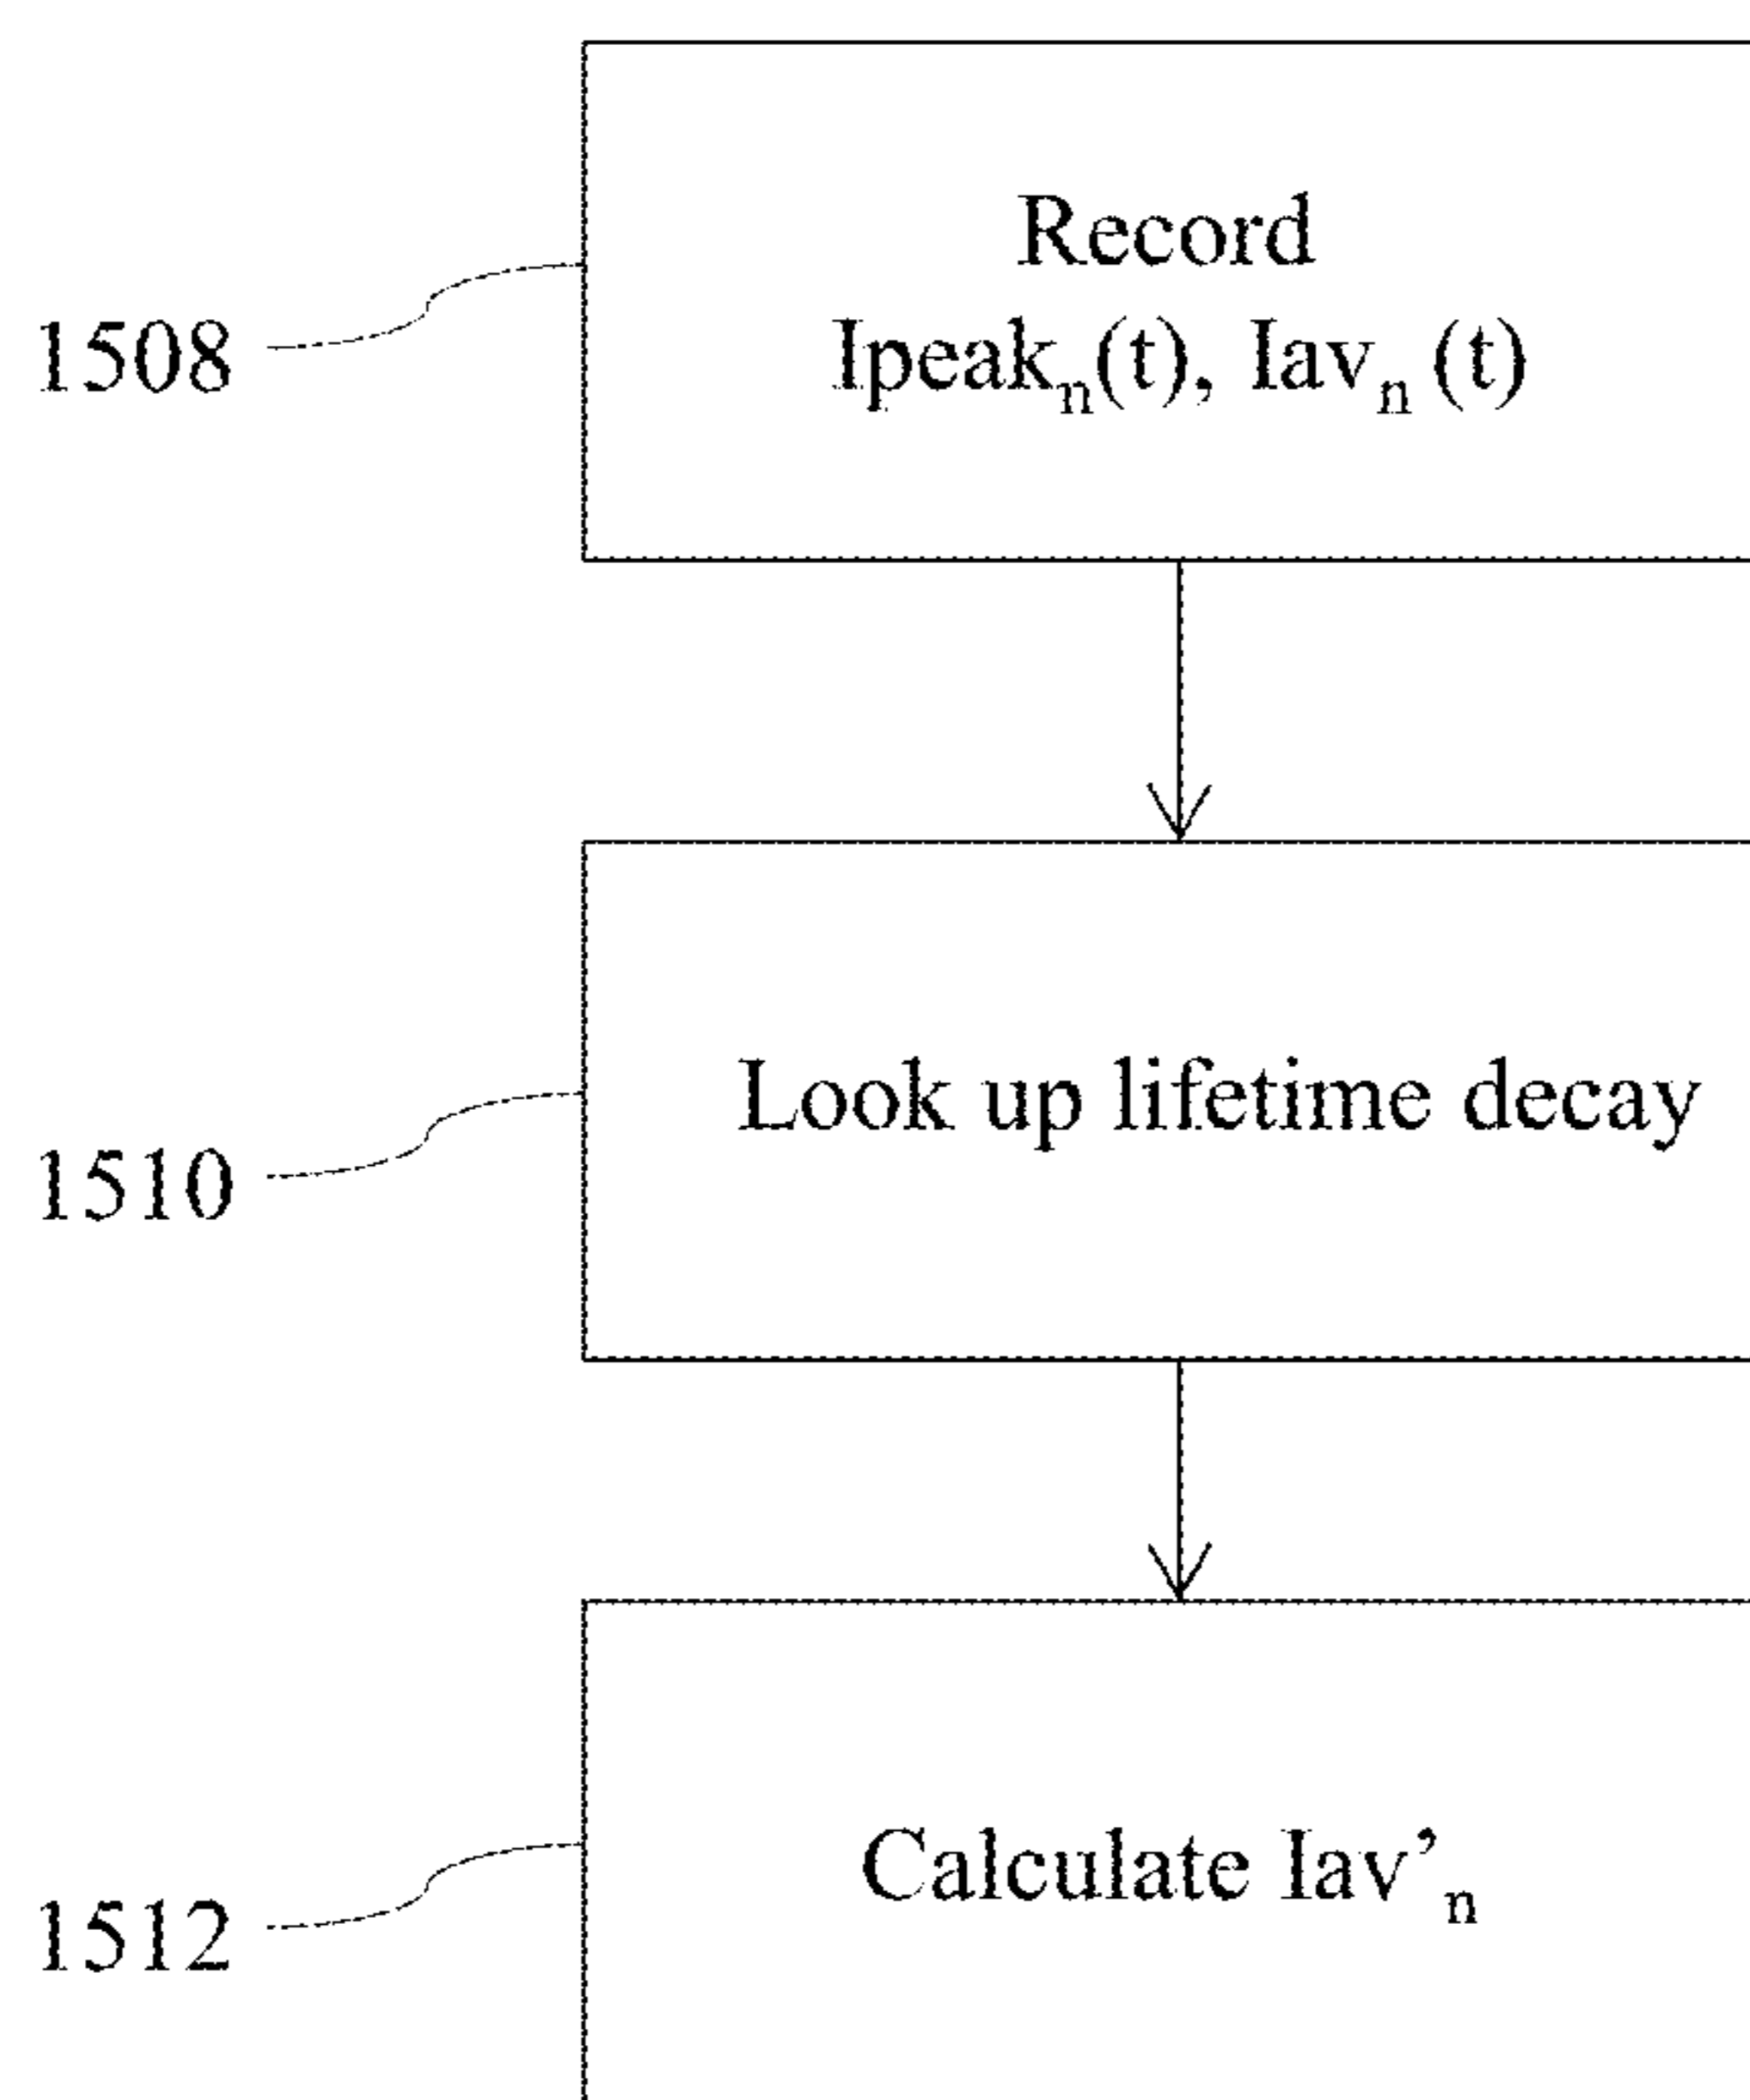 Record
1508
Ipeakₙ(t), Iavₙ (t)
Look up lifetime decay
1510
Calculate Iav’ₙ
1512